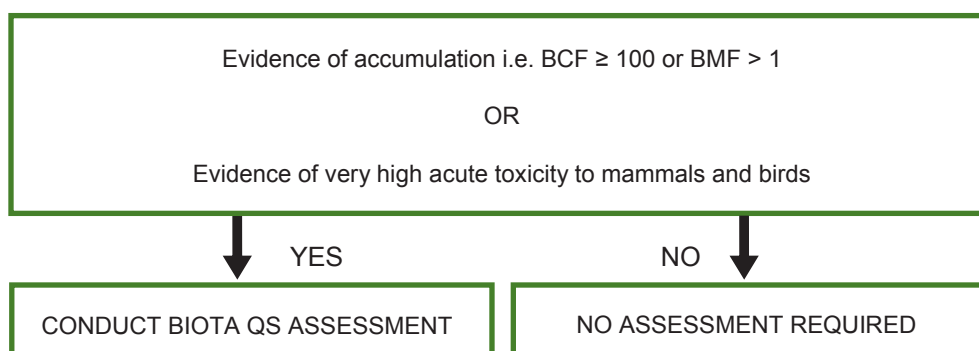 Evidence of accumulation i.e. BCF ≥ 100 or BMF > 1
OR
Evidence of very high acute toxicity to mammals and birds
YES
NO
CONDUCT BIOTA QS ASSESSMENT
NO ASSESSMENT REQUIRED